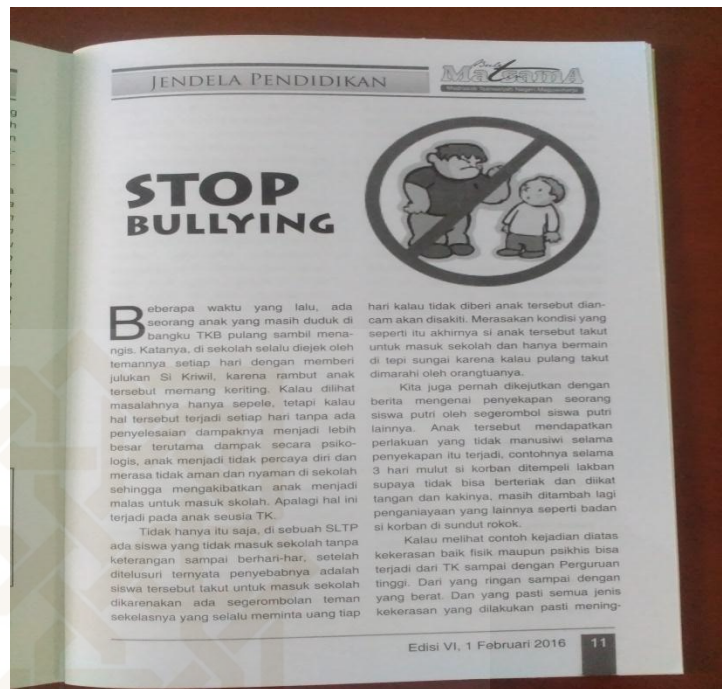 JENDELA PENDIDIKAN
MatsamA
STOP
BULLYING
Beberapa waktu yang lalu, ada
seorang anak yang masih duduk di
bangku TKB pulang sambil mena-
ngis. Katanya, di sekolah selalu diejek oleh
temannya setiap hari dengan memberi
julukan Si Kriwil, karena rambut anak
tersebut memang keriting. Kalau dilihat
masalahnya hanya sepele, tetapi kalau
hal tersebut terjadi setiap hari tanpa ada
penyelesaian dampaknya menjadi lebih
besar terutama dampak secara psiko-
logis, anak menjadi tidak percaya diri dan
merasa tidak aman dan nyaman di sekolah
sehingga mengakibatkan anak menjadi
malas untuk masuk skolah. Apalagi hal ini
terjadi pada anak seusia TK.
Tidak hanya itu saja, di sebuah SLTP
ada siswa yang tidak masuk sekolah tanpa
keterangan sampai berhari-har, setelah
ditelusuri ternyata penyebabnya adalah
siswa tersebut takut untuk masuk sekolah
dikarenakan ada segerombolan teman
sekelasnya yang selalu meminta uang tiap
hari kalau tidak diberi anak tersebut dian-
cam akan disakiti. Merasakan kondisi yang
seperti itu akhirnya si anak tersebut takut
untuk masuk sekolah dan hanya bermain
di tepi sungai karena kalau pulang takut
dimarahi oleh orangtuanya.
Kita juga pernah dikejutkan dengan
berita mengenai penyekapan seorang
siswa putri oleh segerombol siswa putri
lainnya. Anak tersebut mendapatkan
perlakuan yang tidak manusiwi selama
penyekapan itu terjadi, contohnya selama
3 hari mulut si korban ditempeli lakban
supaya tidak bisa berteriak dan diikat
tangan dan kakinya, masih ditambah lagi
penganiayaan yang lainnya seperti badan
si korban di sundut rokok.
Kalau melihat contoh kejadian diatas
kekerasan baik fisik maupun psikhis bisa
terjadi dari TK sampai dengan Perguruan
tinggi. Dari yang ringan sampai dengan
yang berat. Dan yang pasti semua jenis
kekerasan yang dilakukan pasti mening-
Edisi VI, 1 Februari 2016 11